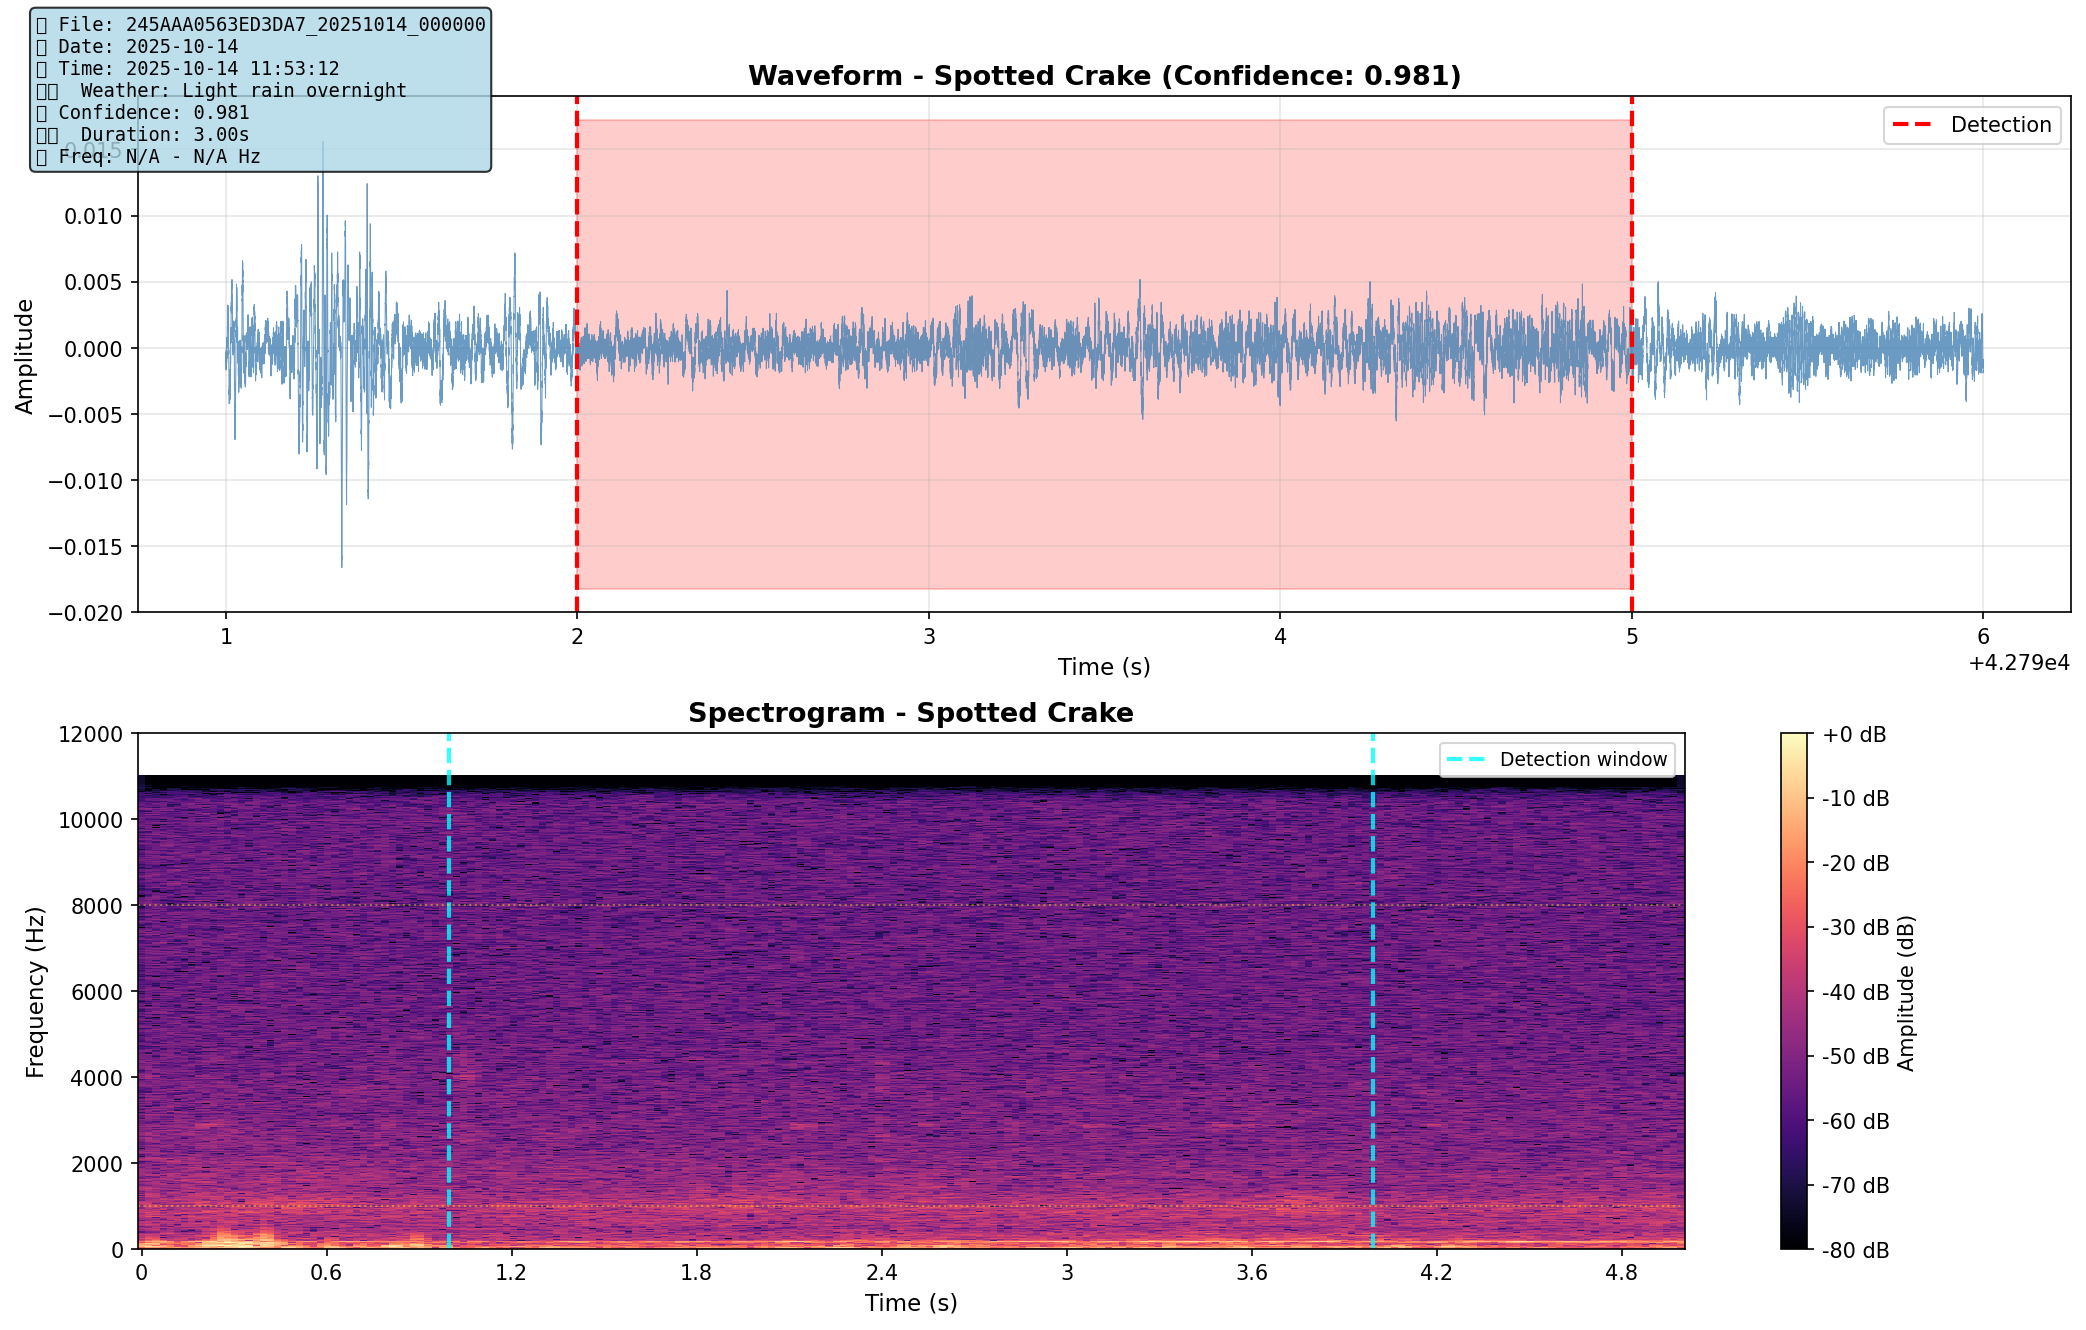 File: 245AAA0563ED3DA7_20251014_000000
Date: 2025-10-14
Time: 2025-10-14 11:53:12
Weather: Light rain overnight
Confidence: 0.981
Duration: 3.00s
Freq: N/A - N/A Hz
Waveform - Spotted Crake (Confidence: 0.981)
Detection
0.015
0.010
0.005
0.000
−0.005
−0.010
−0.015
−0.020
Amplitude
1 2 3 4 5 6
Time (s)
+4.279e4
Spectrogram - Spotted Crake
Detection window
12000
10000
8000
6000
4000
2000
0
Frequency (Hz)
0 0.6 1.2 1.8 2.4 3 3.6 4.2 4.8
Time (s)
+0 dB
-10 dB
-20 dB
-30 dB
-40 dB
-50 dB
-60 dB
-70 dB
-80 dB
Amplitude (dB)